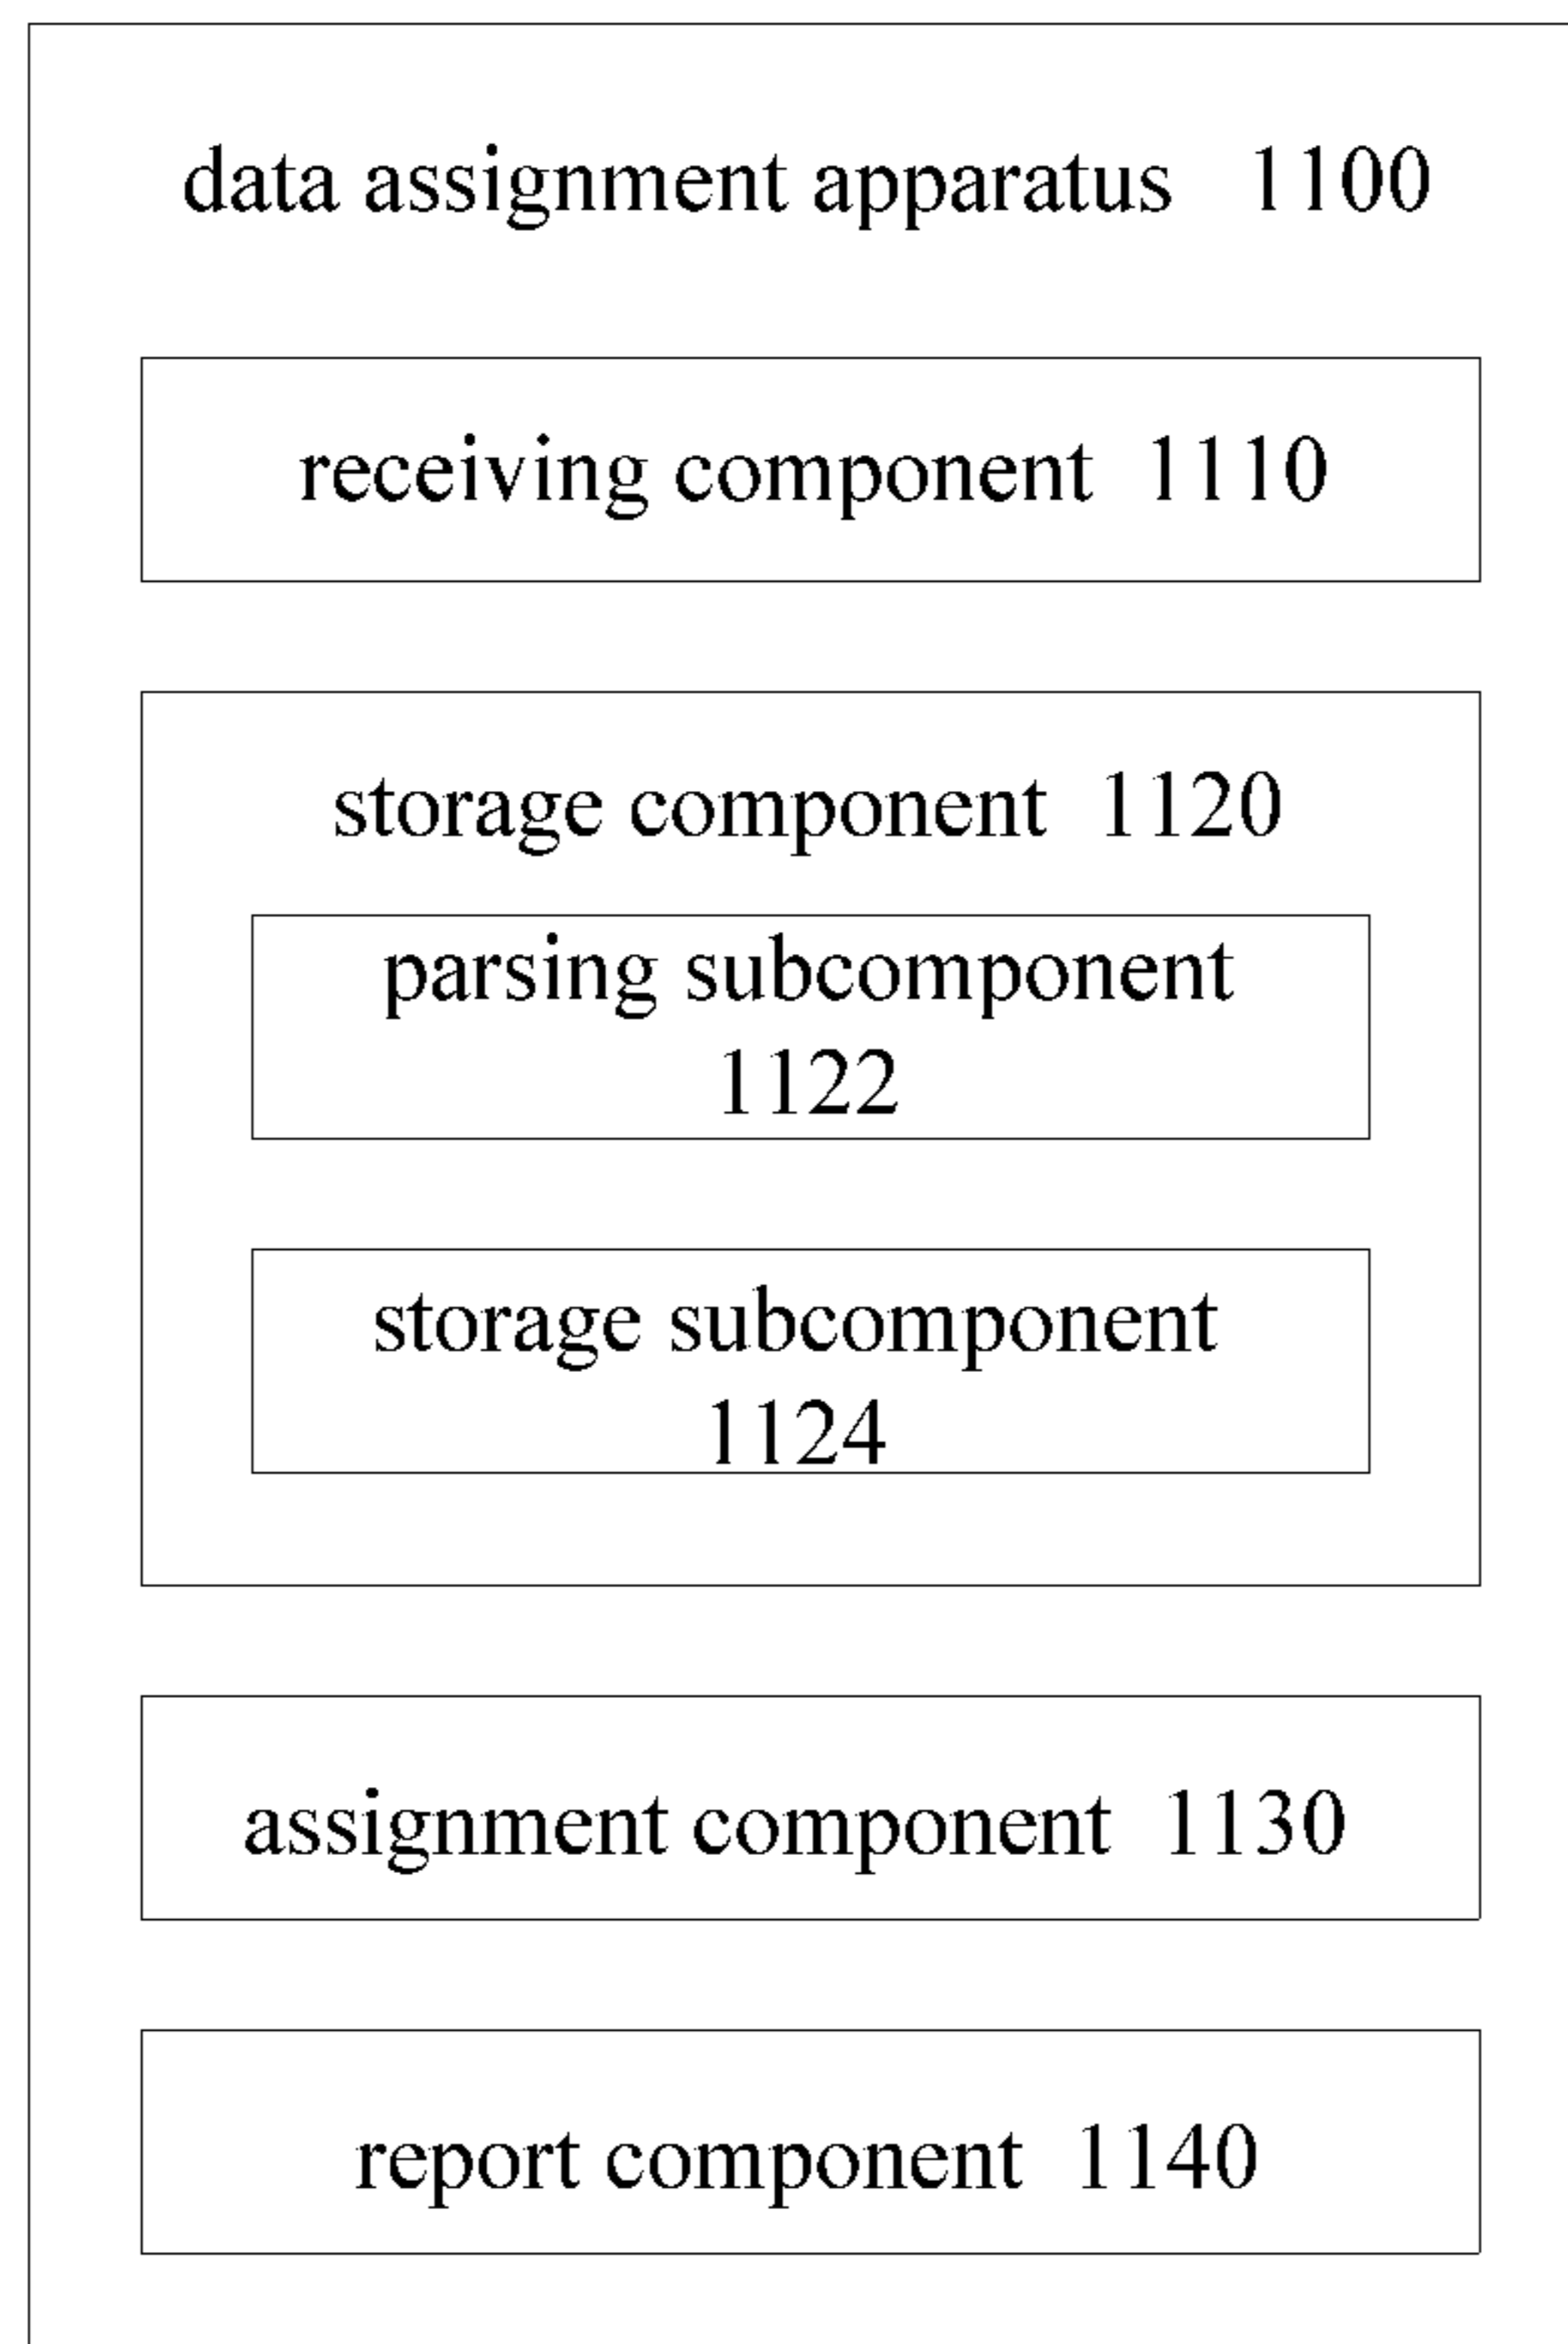 data assignment apparatus 1100
receiving component 1110
storage component 1120
parsing subcomponent
1122
storage subcomponent
1124
assignment component 1130
report component 1140